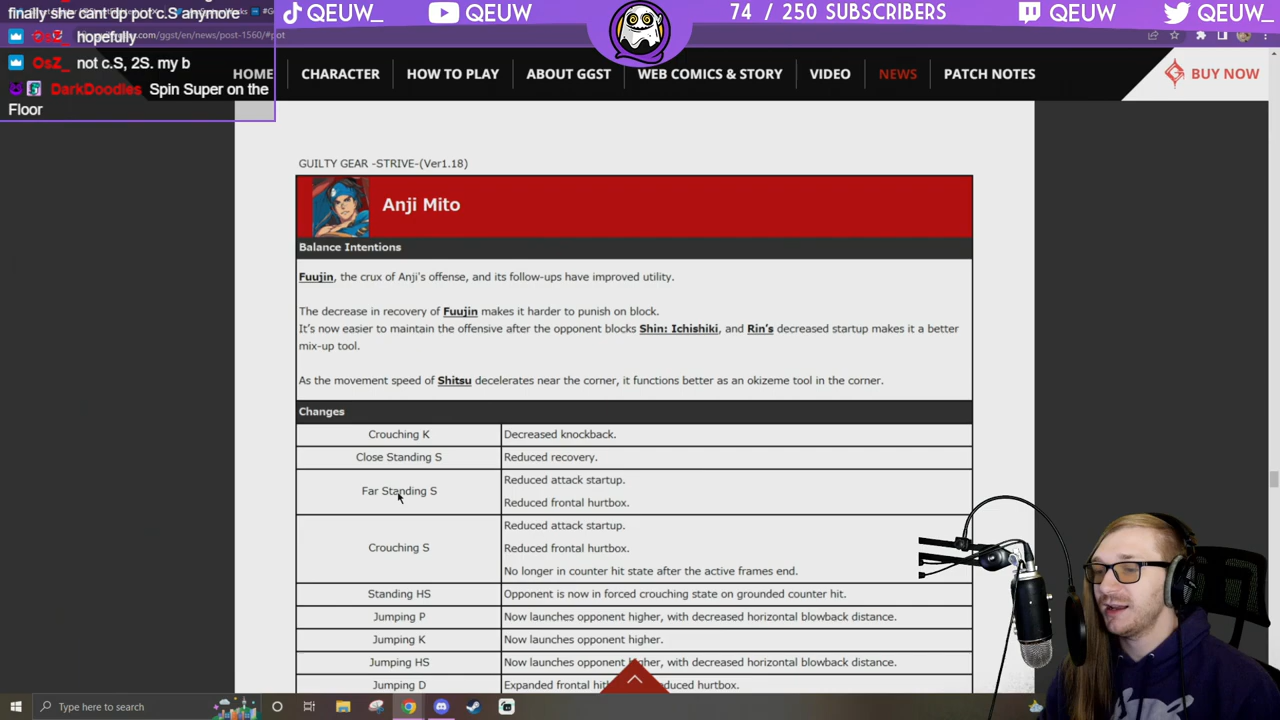 finally she cant dp pot c.S anymore
OsZ_ hopefully
OsZ_ not c.S, 2S. my b
DarkDoodles Spin Super on the
Floor
QEUW_
QEUW
74 / 250 SUBSCRIBERS
QEUW
QEUW_
.com/ggst/en/news/post-1560/#pot
HOME
CHARACTER
HOW TO PLAY
ABOUT GGST
WEB COMICS & STORY
VIDEO
NEWS
PATCH NOTES
BUY NOW
GUILTY GEAR -STRIVE-(Ver1.18)
Anji Mito
Balance Intentions
Fuujin, the crux of Anji's offense, and its follow-ups have improved utility.
The decrease in recovery of Fuujin makes it harder to punish on block.
It's now easier to maintain the offensive after the opponent blocks Shin: Ichishiki, and Rin's decreased startup makes it a better
mix-up tool.
As the movement speed of Shitsu decelerates near the corner, it functions better as an okizeme tool in the corner.
Changes
Crouching K Decreased knockback.
Close Standing S Reduced recovery.
Far Standing S Reduced attack startup.
Reduced frontal hurtbox.
Crouching S Reduced attack startup.
Reduced frontal hurtbox.
No longer in counter hit state after the active frames end.
Standing HS Opponent is now in forced crouching state on grounded counter hit.
Jumping P Now launches opponent higher, with decreased horizontal blowback distance.
Jumping K Now launches opponent higher.
Jumping HS Now launches opponent higher, with decreased horizontal blowback distance.
Jumping D Expanded frontal hurtbox.
Type here to search